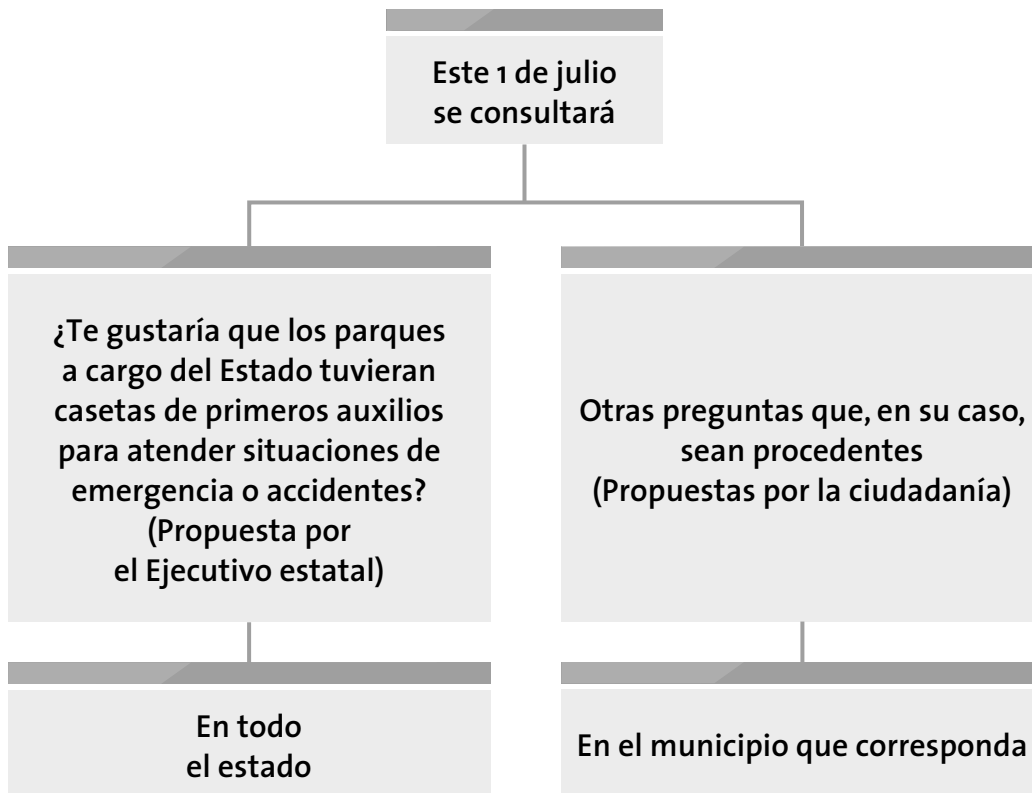 Este 1 de julio
se consultará
¿Te gustaría que los parques
a cargo del Estado tuvieran
casetas de primeros auxilios
para atender situaciones de
emergencia o accidentes?
(Propuesta por
el Ejecutivo estatal)
Otras preguntas que, en su caso,
sean procedentes
(Propuestas por la ciudadanía)
En todo
el estado
En el municipio que corresponda